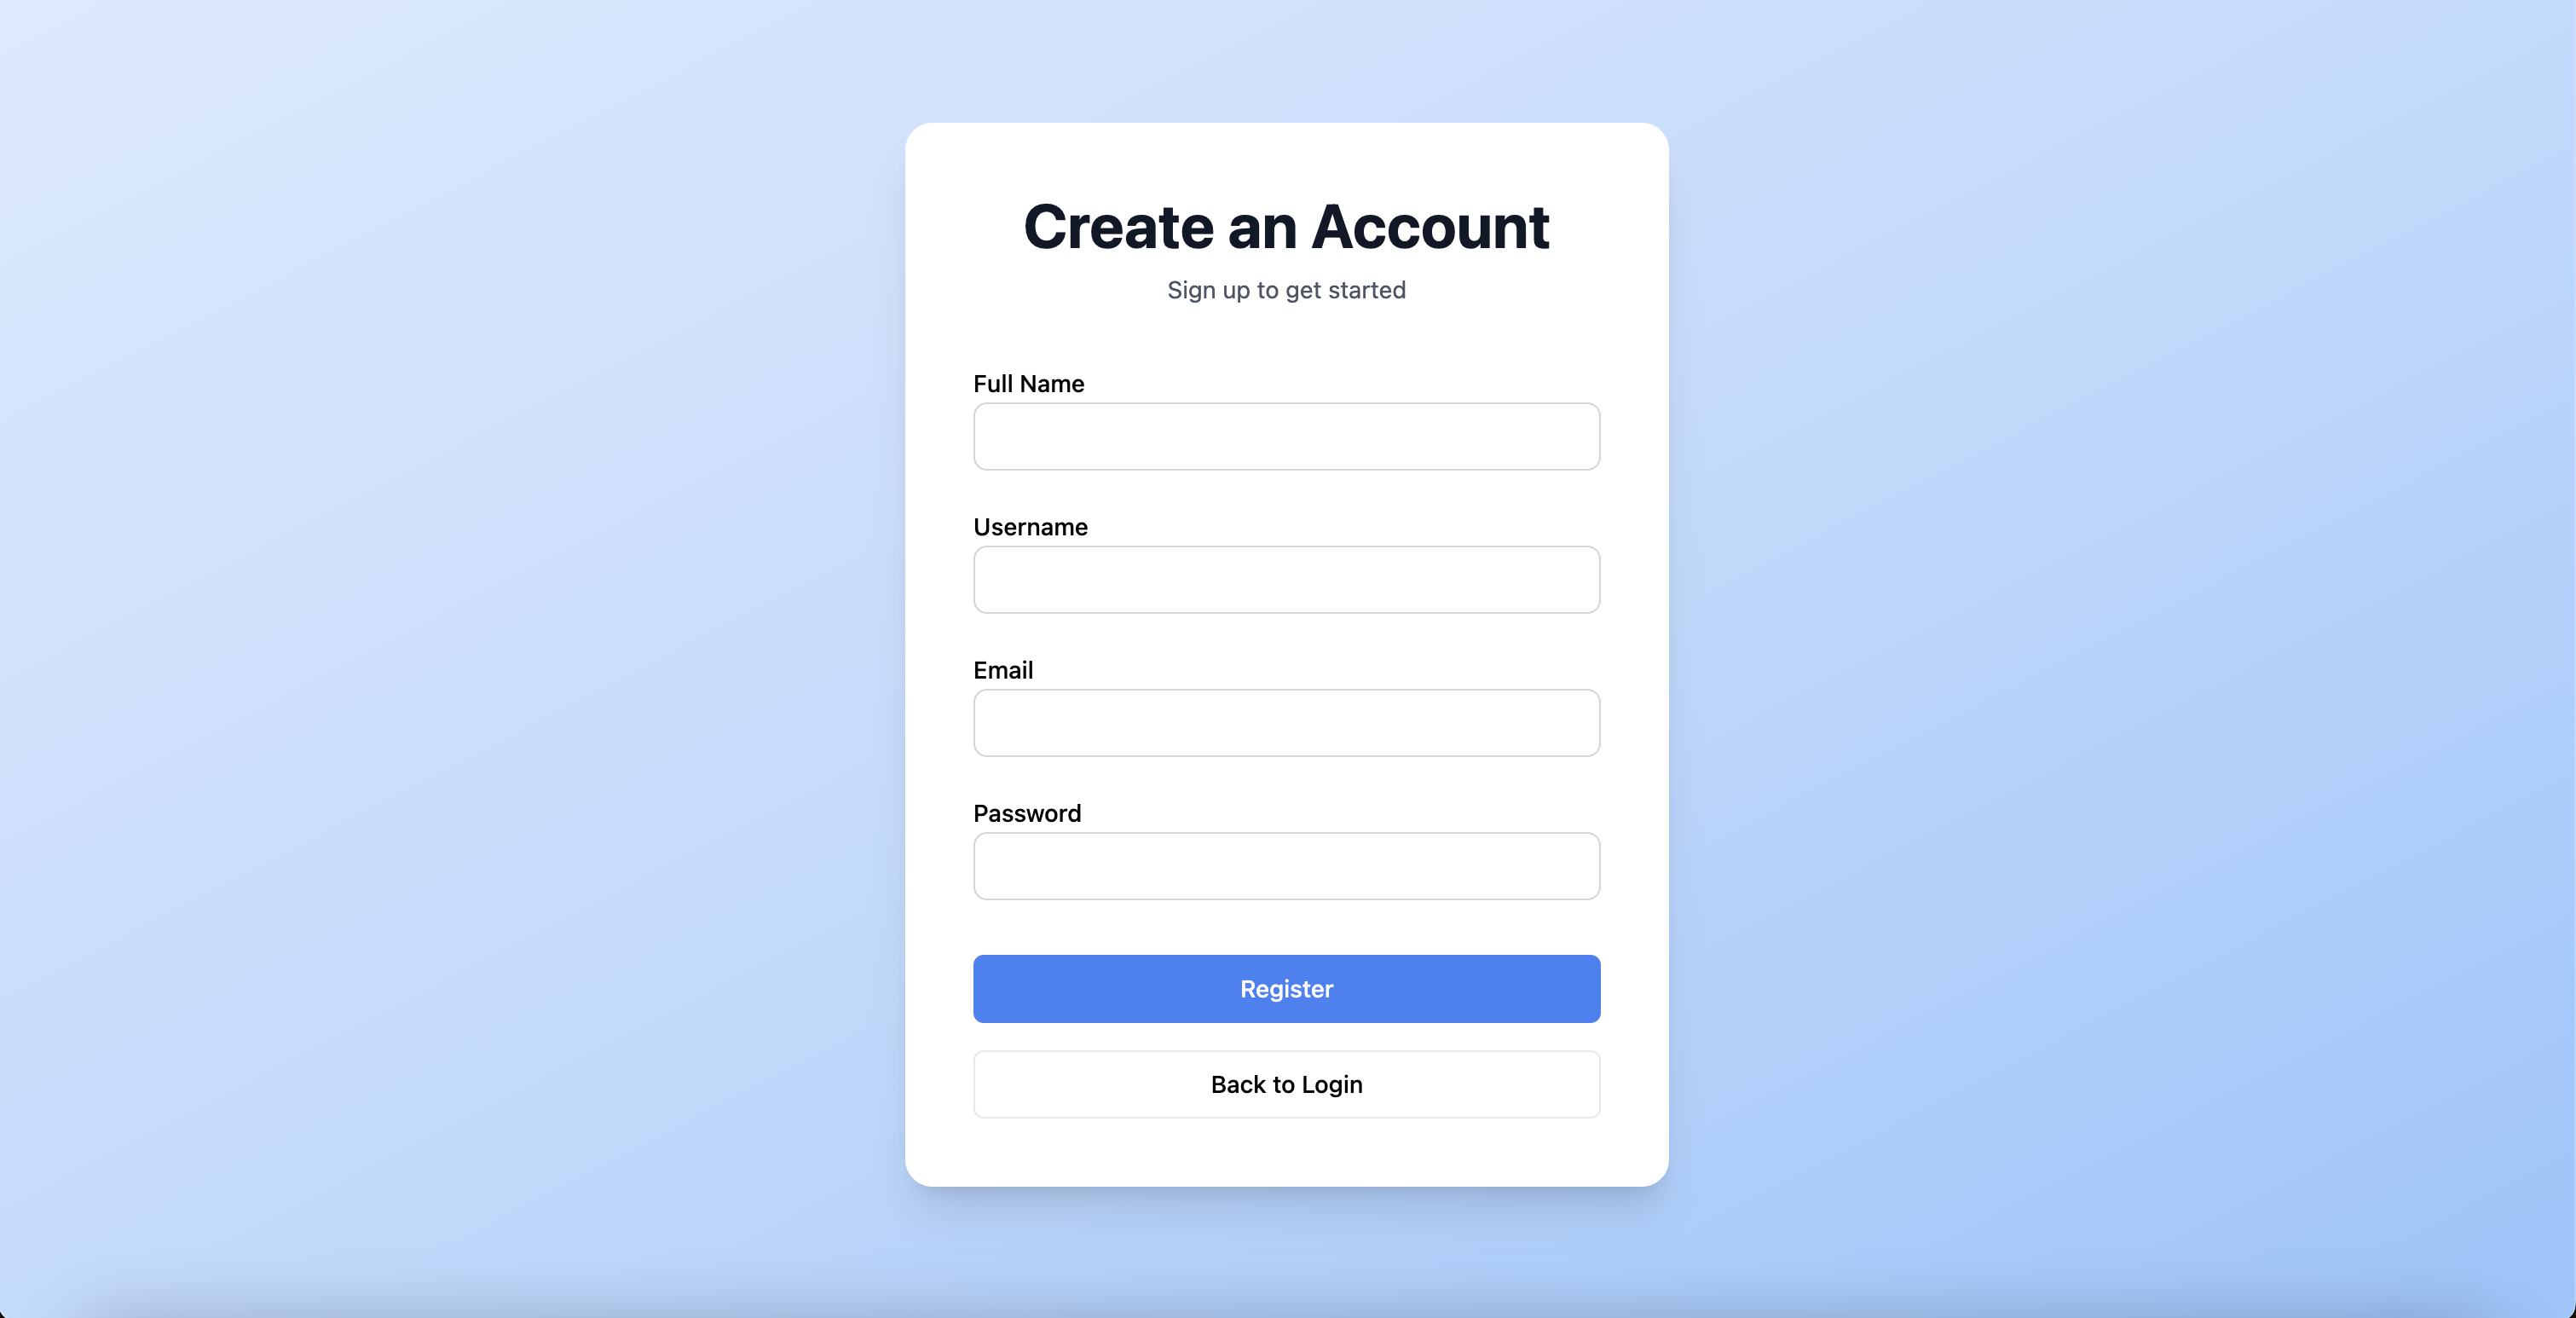 Create an Account
Sign up to get started
Full Name
Username
Email
Password
Register
Back to Login